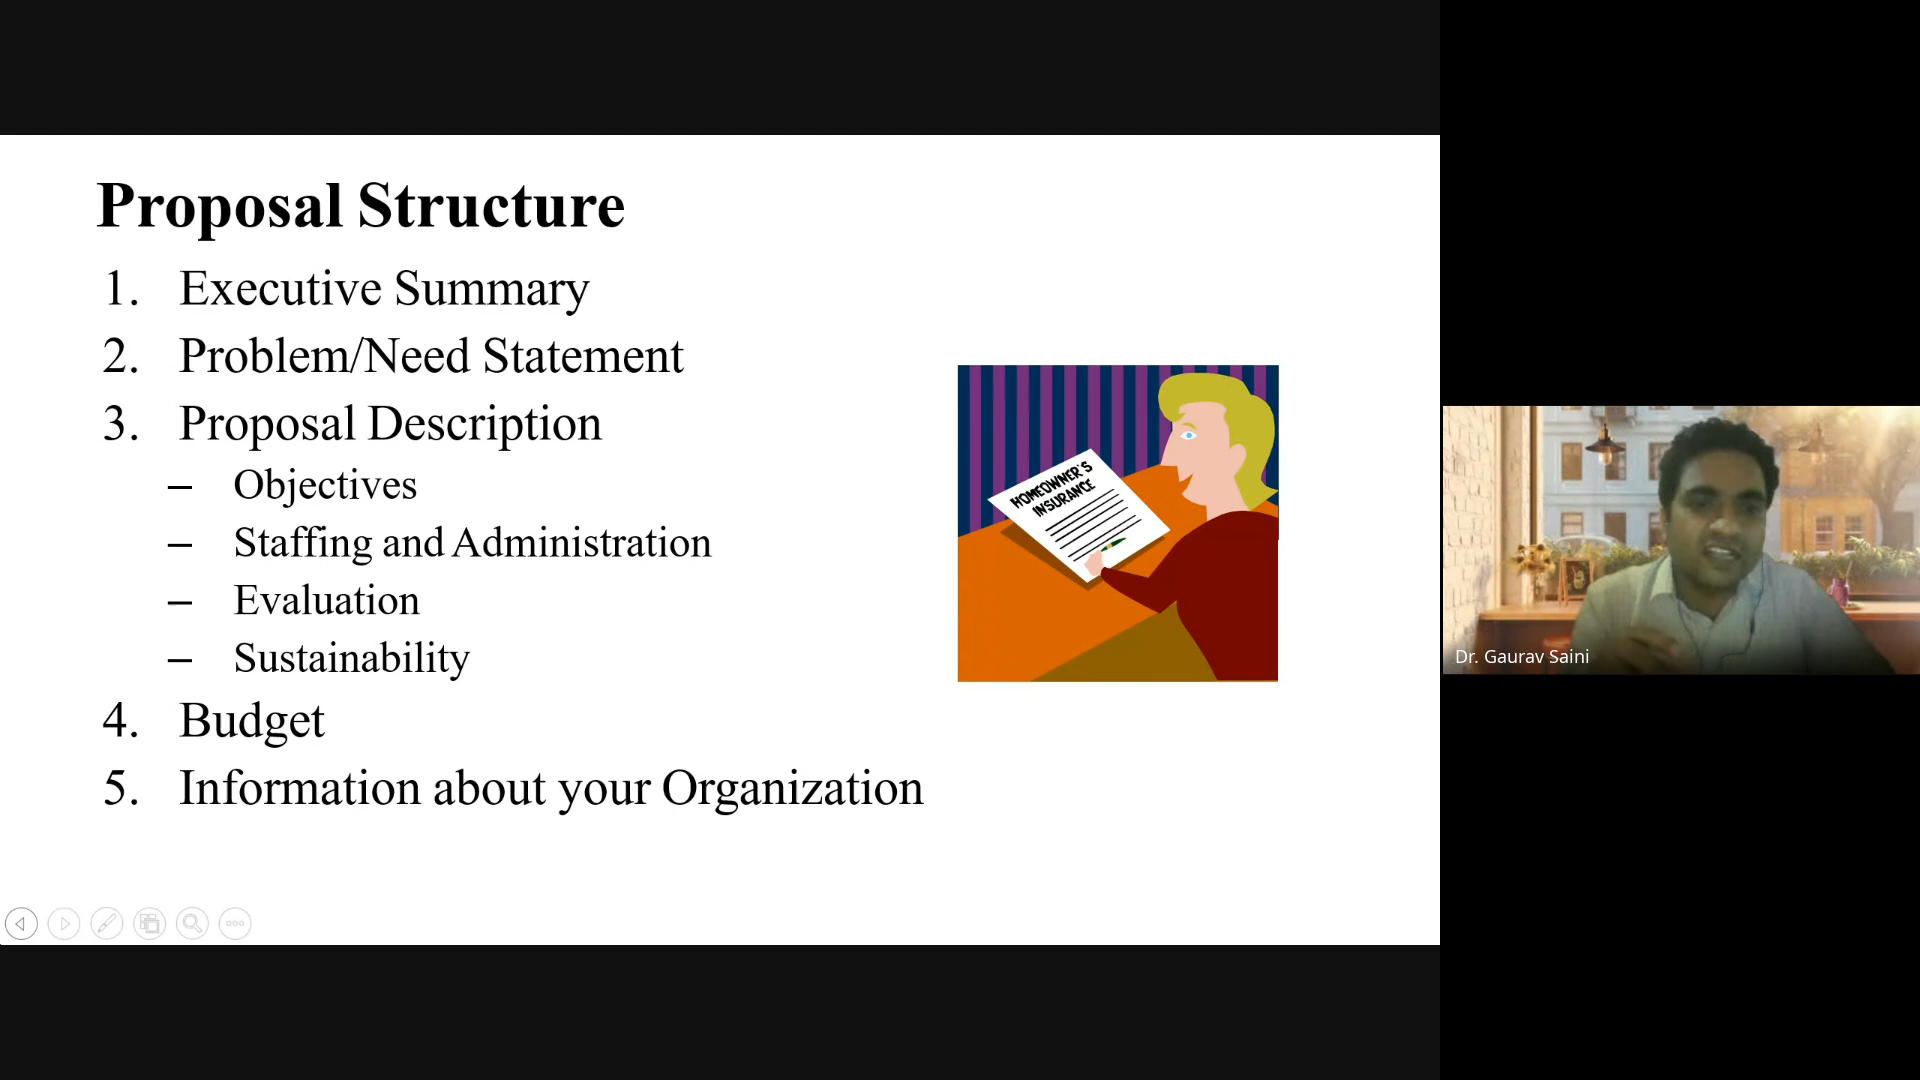 Proposal Structure
1. Executive Summary
2. Problem/Need Statement
3. Proposal Description
– Objectives
– Staffing and Administration
– Evaluation
– Sustainability
4. Budget
5. Information about your Organization
HOMEOWNER'S
INSURANCE
Dr. Gaurav Saini